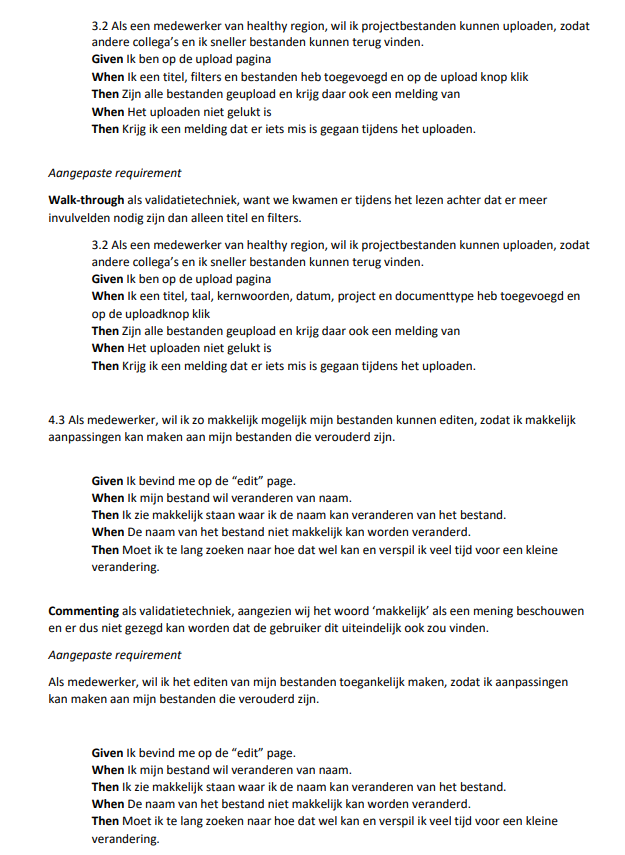 3.2 Als een medewerker van healthy region, wil ik projectbestanden kunnen uploaden, zodat
andere collega's en ik sneller bestanden kunnen terug vinden.
Given Ik ben op de upload pagina
When Ik een titel, filters en bestanden heb toegevoegd en op de upload knop klik
Then Zijn alle bestanden geupload en krijg daar ook een melding van
When Het uploaden niet gelukt is
Then Krijg ik een melding dat er iets mis is gegaan tijdens het uploaden.
Aangepaste requirement
Walk-through als validatietechniek, want we kwamen er tijdens het lezen achter dat er meer
invulvelden nodig zijn dan alleen titel en filters.
3.2 Als een medewerker van healthy region, wil ik projectbestanden kunnen uploaden, zodat
andere collega's en ik sneller bestanden kunnen terug vinden.
Given Ik ben op de upload pagina
When Ik een titel, taal, kernwoorden, datum, project en documenttype heb toegevoegd en
op de uploadknop klik
Then Zijn alle bestanden geupload en krijg daar ook een melding van
When Het uploaden niet gelukt is
Then Krijg ik een melding dat er iets mis is gegaan tijdens het uploaden.
4.3 Als medewerker, wil ik zo makkelijk mogelijk mijn bestanden kunnen editen, zodat ik makkelijk
aanpassingen kan maken aan mijn bestanden die verouderd zijn.
Given Ik bevind me op de "edit" page.
When Ik mijn bestand wil veranderen van naam.
Then Ik zie makkelijk staan waar ik de naam kan veranderen van het bestand.
When De naam van het bestand niet makkelijk kan worden veranderd.
Then Moet ik te lang zoeken naar hoe dat wel kan en verspil ik veel tijd voor een kleine
verandering.
Commenting als validatietechniek, aangezien wij het woord 'makkelijk' als een mening beschouwen
en er dus niet gezegd kan worden dat de gebruiker dit uiteindelijk ook zou vinden.
Aangepaste requirement
Als medewerker, wil ik het editen van mijn bestanden toegankelijk maken, zodat ik aanpassingen
kan maken aan mijn bestanden die verouderd zijn.
Given Ik bevind me op de "edit" page.
When Ik mijn bestand wil veranderen van naam.
Then Ik zie makkelijk staan waar ik de naam kan veranderen van het bestand.
When De naam van het bestand niet makkelijk kan worden veranderd.
Then Moet ik te lang zoeken naar hoe dat wel kan en verspil ik veel tijd voor een kleine
verandering.